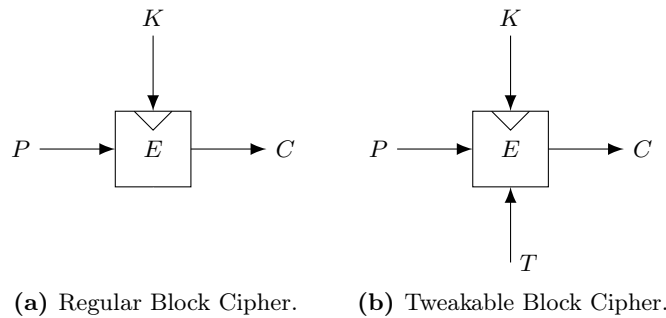 K
K
P
E
C
P
E
C
T
(a) Regular Block Cipher.
(b) Tweakable Block Cipher.